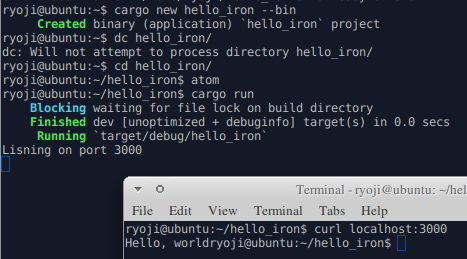 ryoji@ubuntu:~$ cargo new hello_iron --bin
     Created binary (application) `hello_iron` project
ryoji@ubuntu:~$ dc hello_iron/
dc: Will not attempt to process directory hello_iron/
ryoji@ubuntu:~$ cd hello_iron/
ryoji@ubuntu:~/hello_iron$ atom
ryoji@ubuntu:~/hello_iron$ cargo run
    Blocking waiting for file lock on build directory
    Finished dev [unoptimized + debuginfo] target(s) in 0.0 secs
     Running `target/debug/hello_iron`
Lisning on port 3000
Terminal - ryoji@ubuntu: ~/hel
File Edit View Terminal Tabs Help
ryoji@ubuntu:~/hello_iron$ curl localhost:3000
Hello, worldryoji@ubuntu:~/hello_iron$